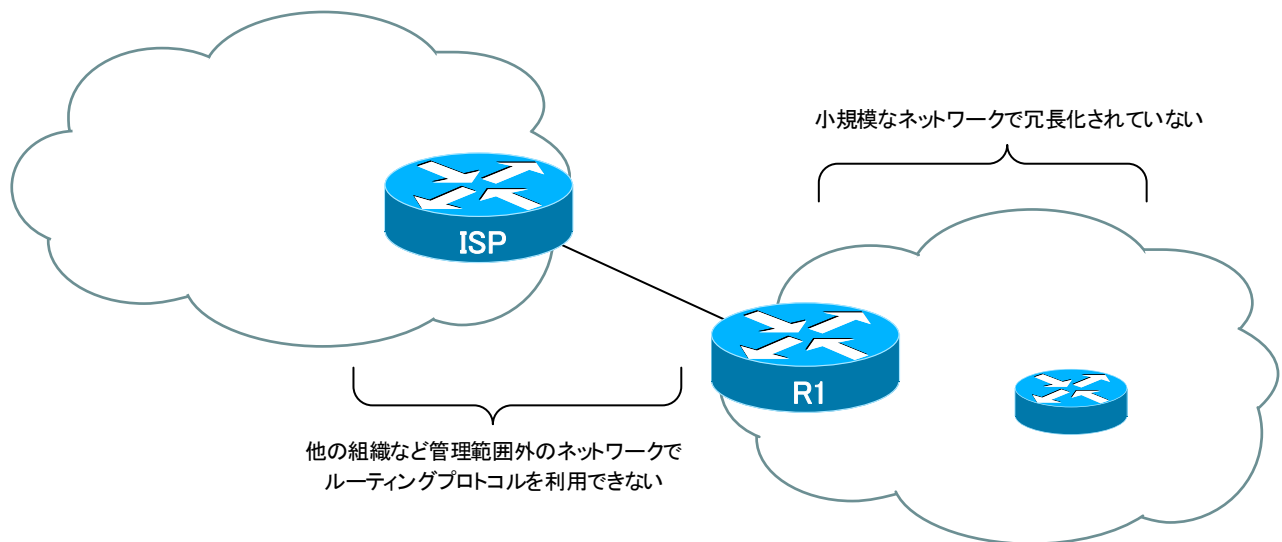 小規模なネットワークで冗長化されていない
ISP
R1
他の組織など管理範囲外のネットワークで
ルーティングプロトコルを利用できない